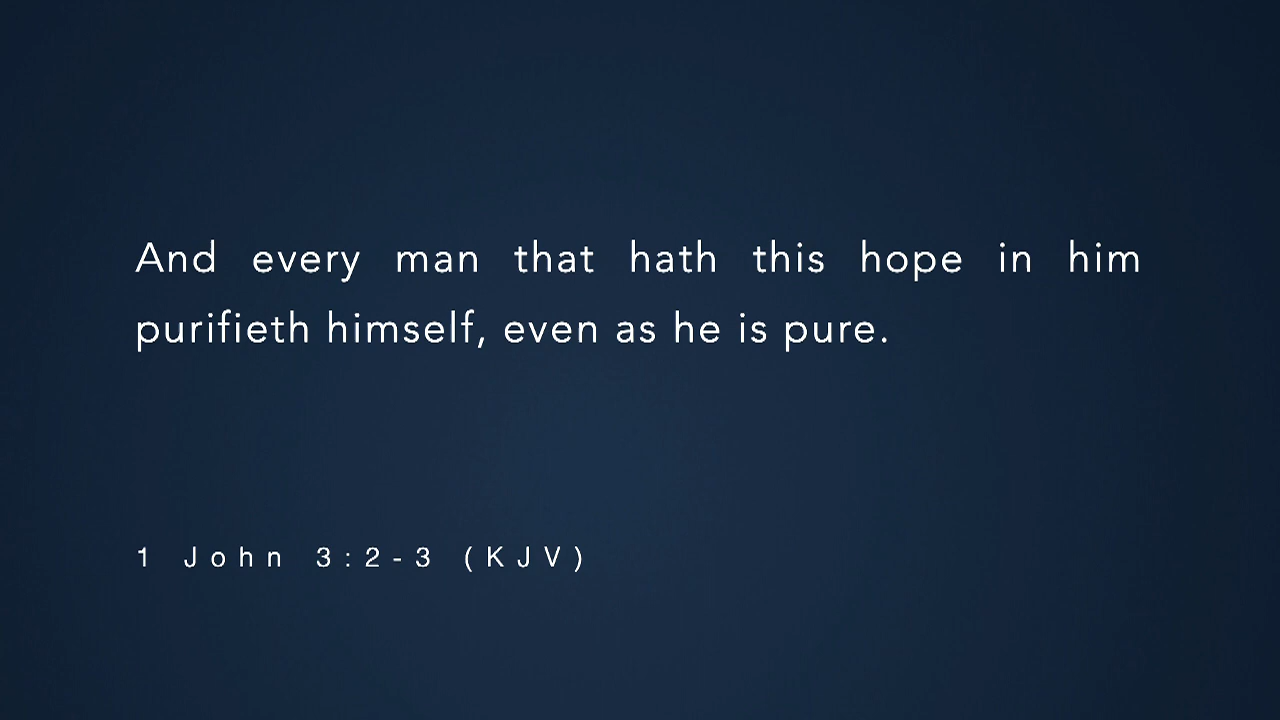 And every man that hath this hope in him
purifieth himself, even as he is pure.
1 John 3:2-3 (KJV)